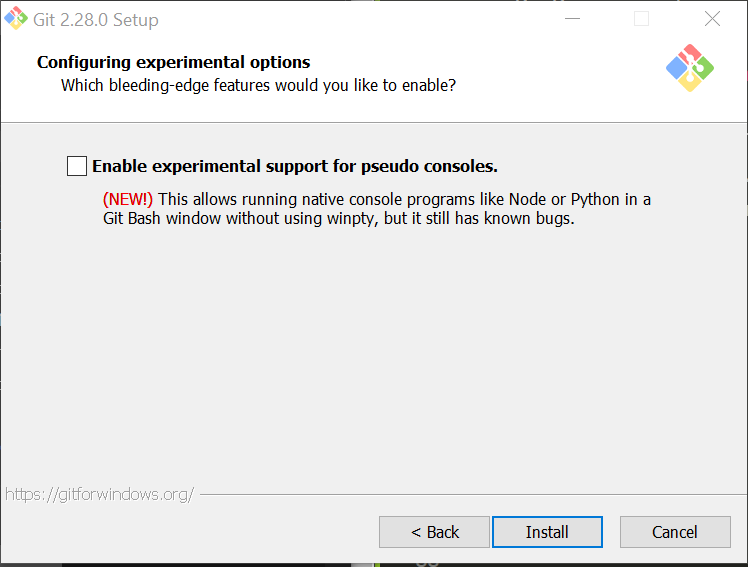 Git 2.28.0 Setup
Configuring experimental options
Which bleeding-edge features would you like to enable?
Enable experimental support for pseudo consoles.
(NEW!) This allows running native console programs like Node or Python in a
Git Bash window without using winpty, but it still has known bugs.
https://gitforwindows.org/
< Back
Install
Cancel